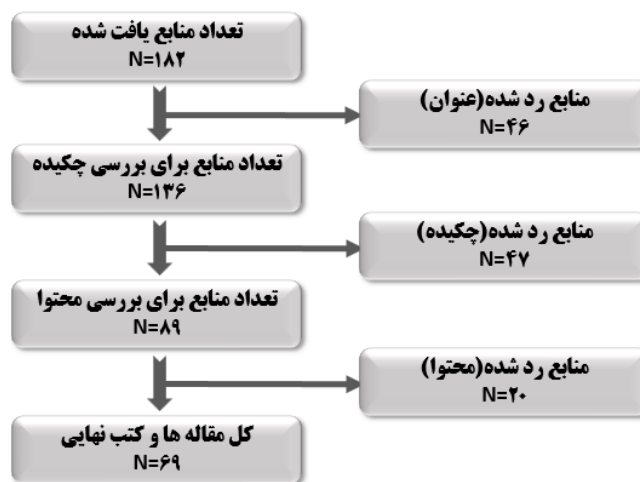 تعداد منابع یافت شده
N=۱۸۲
منابع رد شده(عنوان)
N=۴۶
تعداد منابع برای بررسی چکیده
N=۱۳۶
منابع رد شده(چکیده)
N=۴۷
تعداد منابع برای بررسی محتوا
N=۸۹
منابع رد شده(محتوا)
N=۲۰
کل مقاله ها و کتب نهایی
N=۶۹